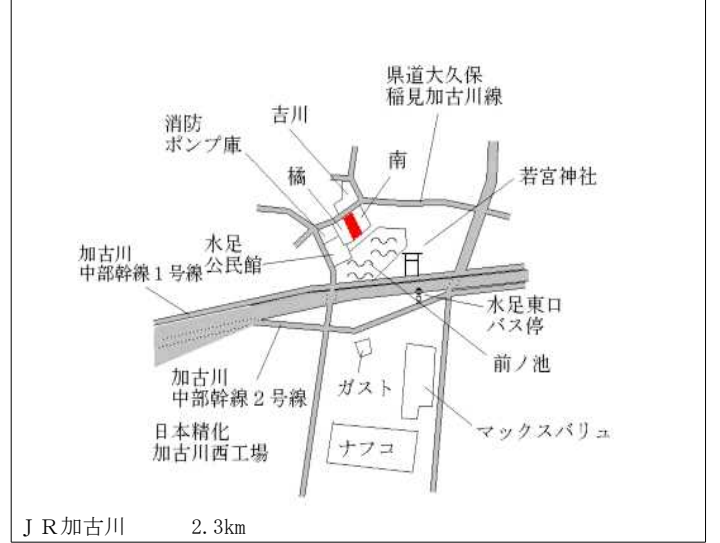 県道大久保
稲見加古川線
吉川
消防
ポンプ庫
橘
南
若宮神社
水足
公民館
加古川
中部幹線１号線
水足東口
バス停
前ノ池
加古川
中部幹線２号線
ガスト
マックスバリュ
日本精化
加古川西工場
ナフコ
ＪＲ加古川 2.3km